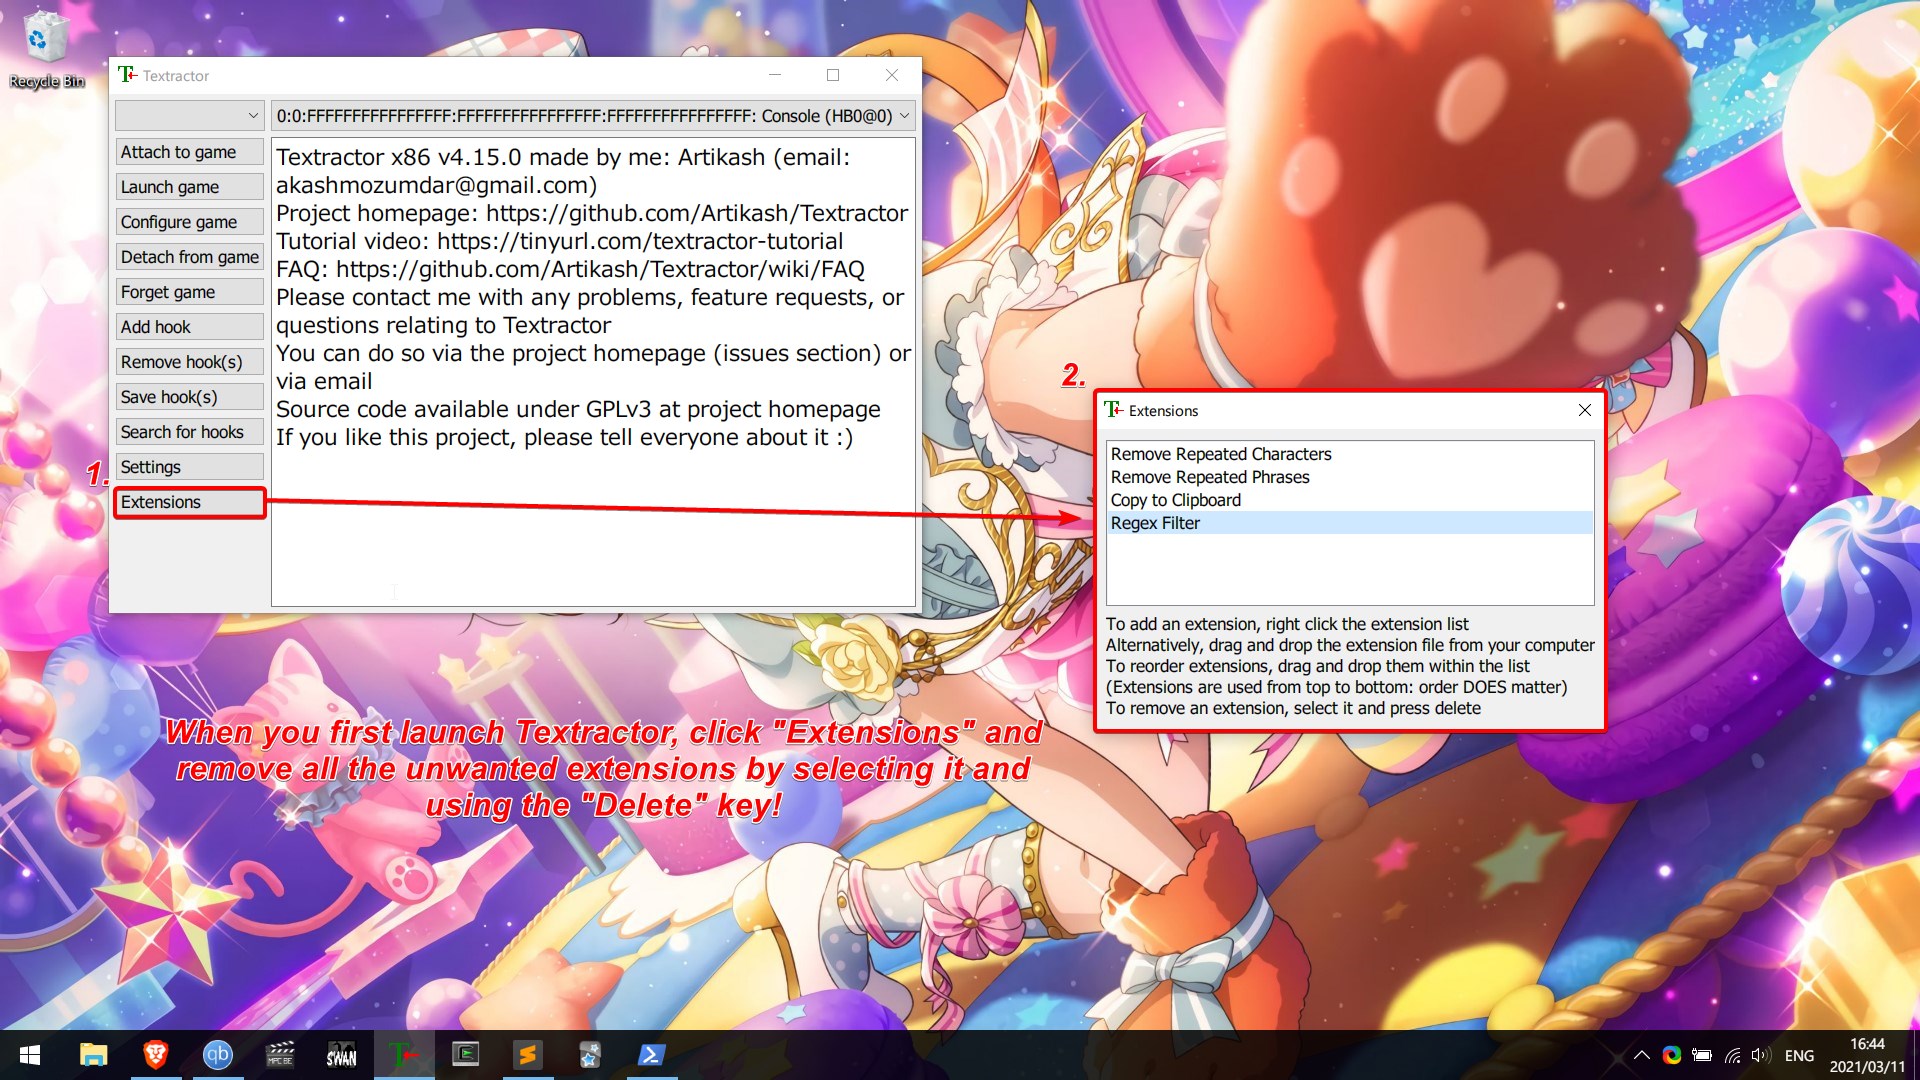 Recycle Bin
Textractor
0:0:FFFFFFFFFFFFFFFF:FFFFFFFFFFFFFFFF:FFFFFFFFFFFFFFFF: Console (HB0@0)
Attach to game
Launch game
Configure game
Detach from game
Forget game
Add hook
Remove hook(s)
Save hook(s)
Search for hooks
Settings
1.
Extensions
Textractor x86 v4.15.0 made by me: Artikash (email:
akashmozumdar@gmail.com)
Project homepage: https://github.com/Artikash/Textractor
Tutorial video: https://tinyurl.com/textractor-tutorial
FAQ: https://github.com/Artikash/Textractor/wiki/FAQ
Please contact me with any problems, feature requests, or
questions relating to Textractor
You can do so via the project homepage (issues section) or
via email
Source code available under GPLv3 at project homepage
If you like this project, please tell everyone about it :)
2.
Extensions
Remove Repeated Characters
Remove Repeated Phrases
Copy to Clipboard
Regex Filter
To add an extension, right click the extension list
Alternatively, drag and drop the extension file from your computer
To reorder extensions, drag and drop them within the list
(Extensions are used from top to bottom: order DOES matter)
To remove an extension, select it and press delete
When you first launch Textractor, click "Extensions" and
remove all the unwanted extensions by selecting it and
using the "Delete" key!
qb
MPC BE
SWAN
ENG
16:44
2021/03/11